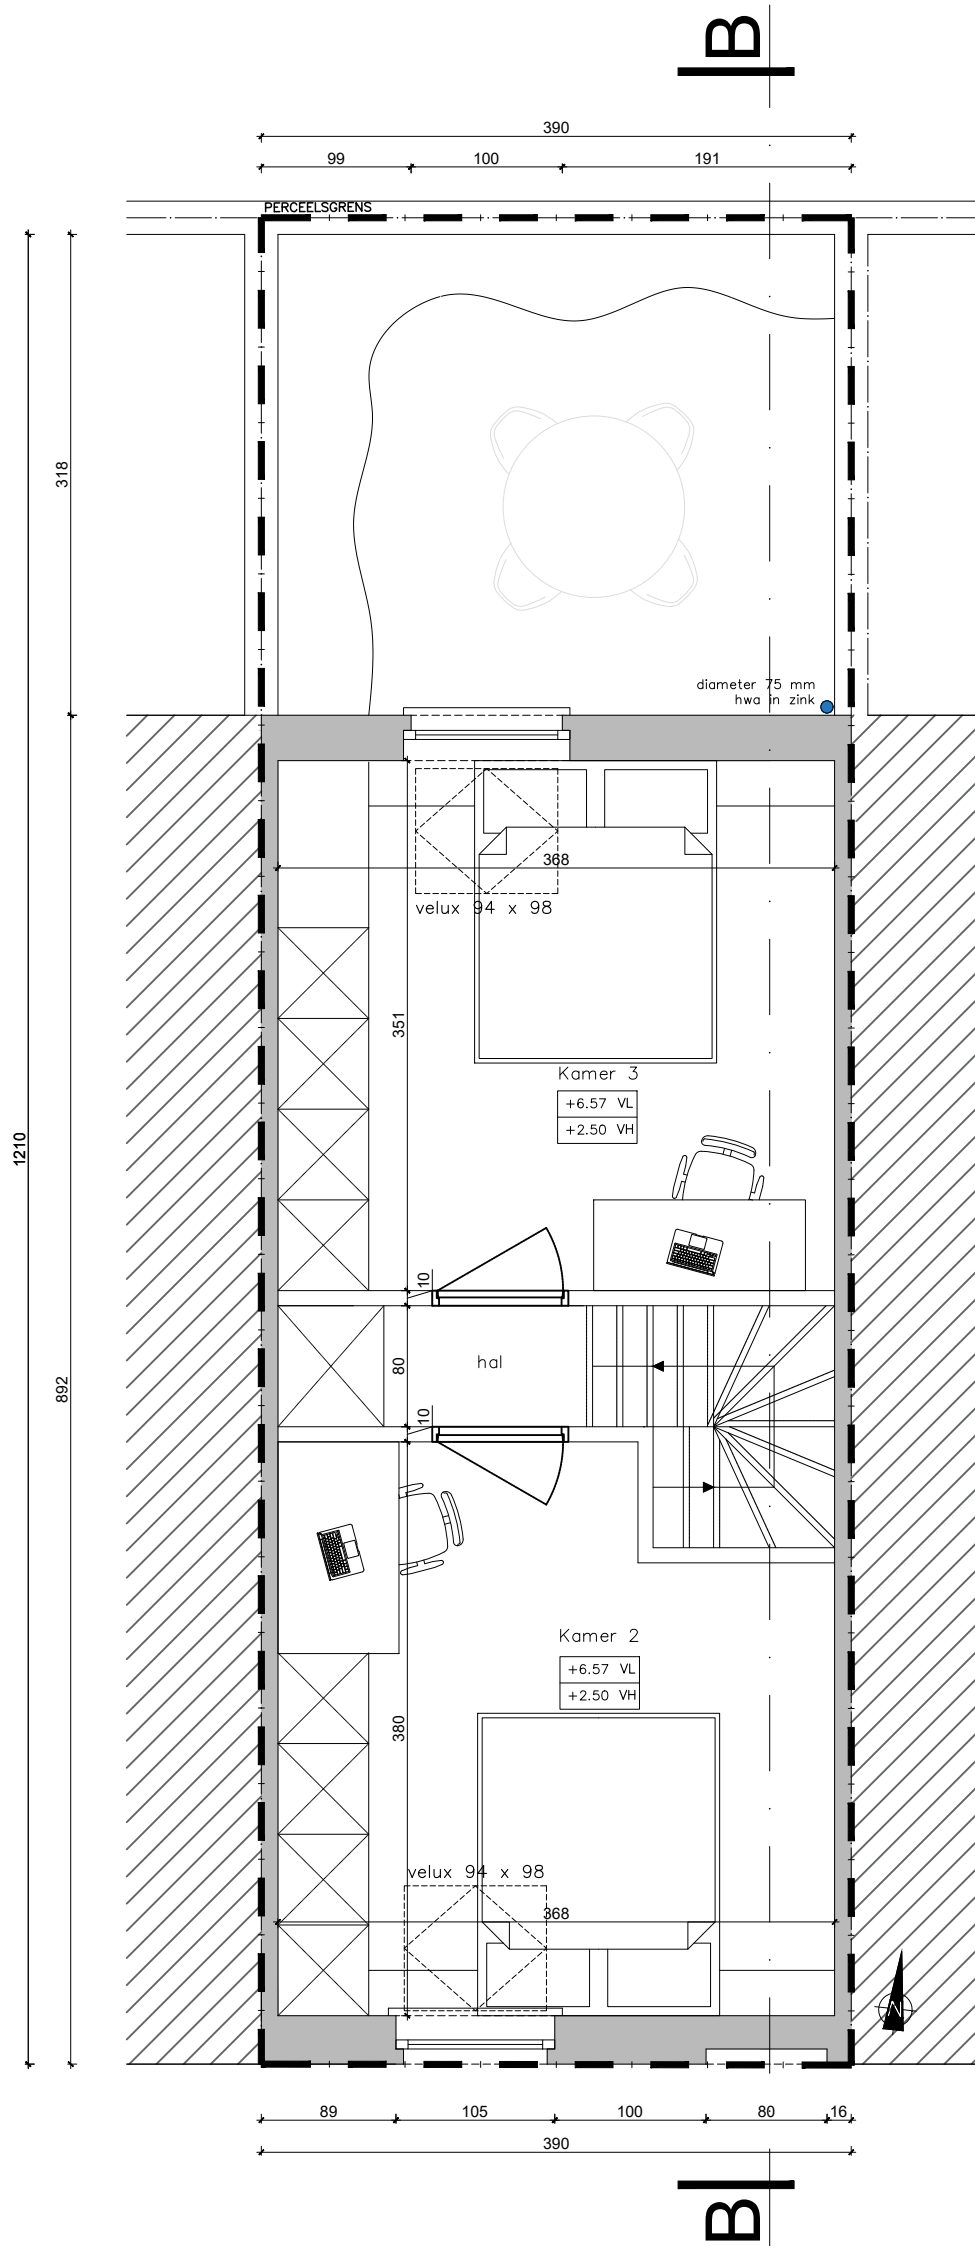 B
390
99 100 191
PERCEELSGRENS
318
diameter 75 mm
hwa in zink
368
velux 94 x 98
351
Kamer 3
+6.57 VL
+2.50 VH
1210
10
hal
80
892
10
Kamer 2
+6.57 VL
+2.50 VH
380
velux 94 x 98
368
N
89 105 100 80 16
390
B